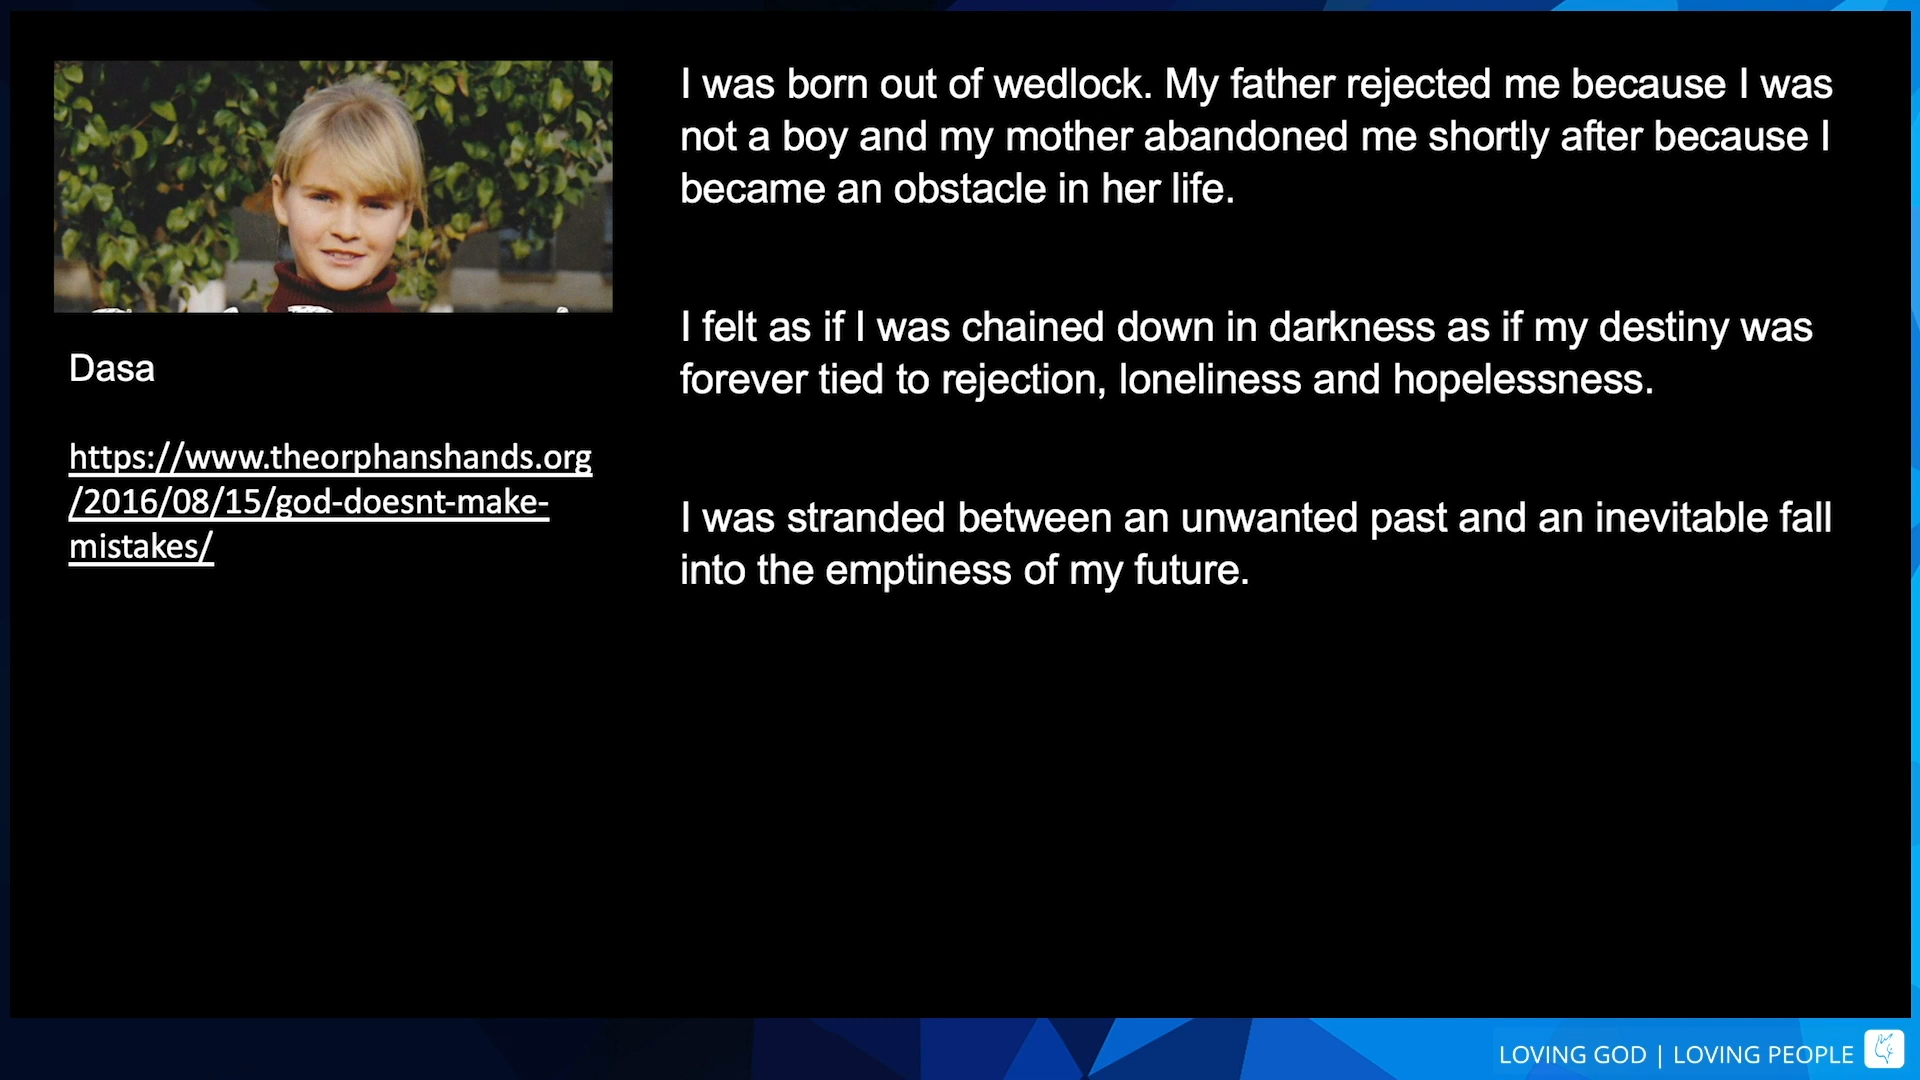 Dasa
https://www.theorphanshands.org
/2016/08/15/god-doesnt-make-
mistakes/
I was born out of wedlock. My father rejected me because I was
not a boy and my mother abandoned me shortly after because I
became an obstacle in her life.
I felt as if I was chained down in darkness as if my destiny was
forever tied to rejection, loneliness and hopelessness.
I was stranded between an unwanted past and an inevitable fall
into the emptiness of my future.
LOVING GOD | LOVING PEOPLE